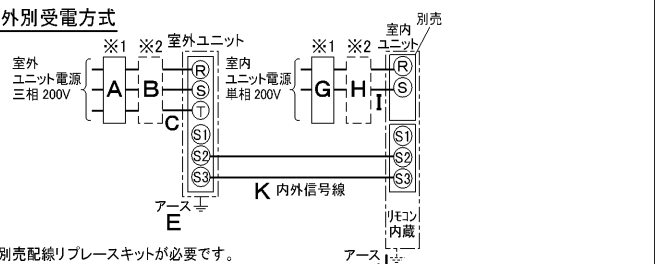 外別受電方式
※1 ※2 室外ユニット
室外
ユニット電源
三相 200V
A B
C
R
S
T
S1
S2
S3
アース
E
※1 ※2
室内
ユニット
別売
室内
ユニット電源
単相 200V
G H
I
R
S
S1
S2
S3
K 内外信号線
リモコン
内蔵
アース J
別売配線リプレースキットが必要です。